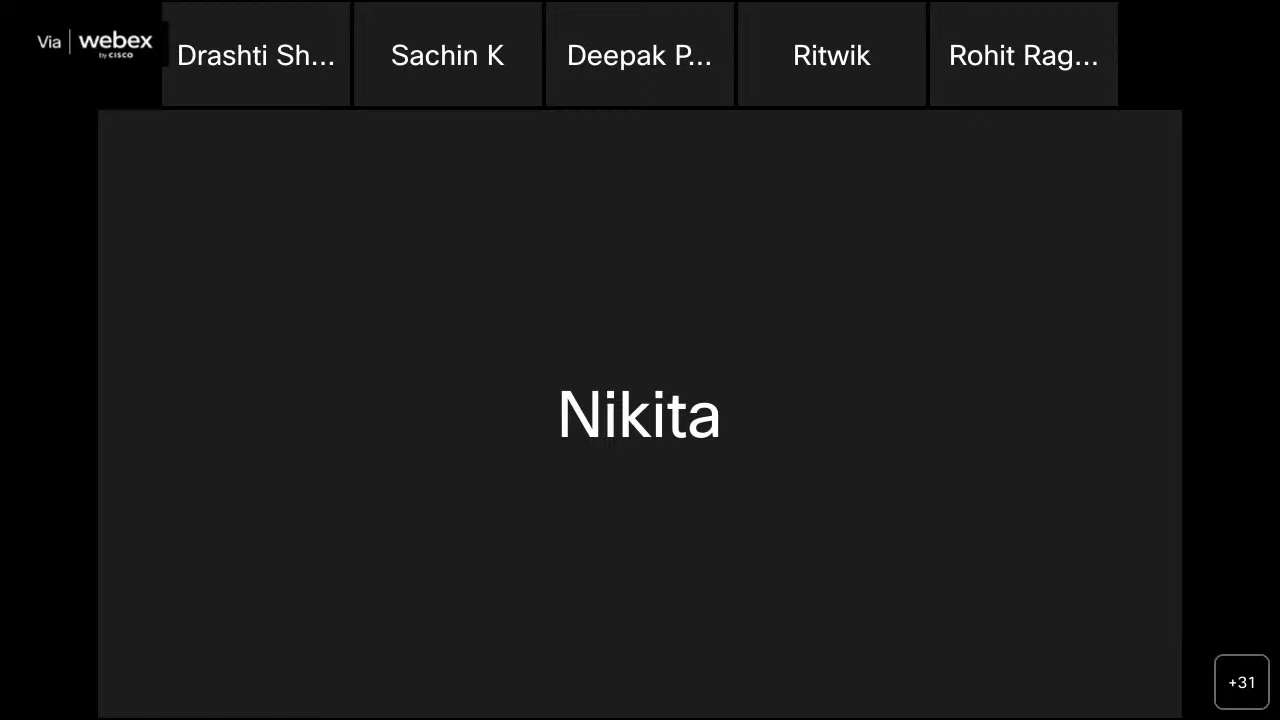 Via webex
by CISCO
Drashti Sh...
Sachin K
Deepak P...
Ritwik
Rohit Rag...
Nikita
+31